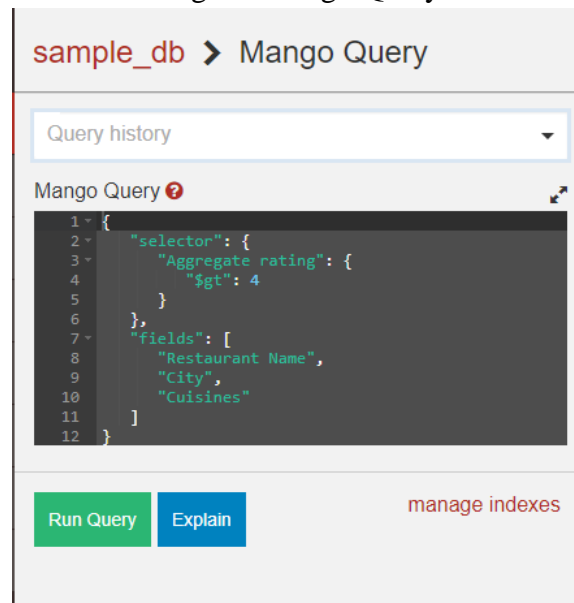 sample_db > Mango Query
Query history
Mango Query ?
1 {
2 "selector": {
3 "Aggregate rating": {
4 "$gt": 4
5 }
6 },
7 "fields": [
8 "Restaurant Name",
9 "City",
10 "Cuisines"
11 ]
12 }
Run Query Explain manage indexes